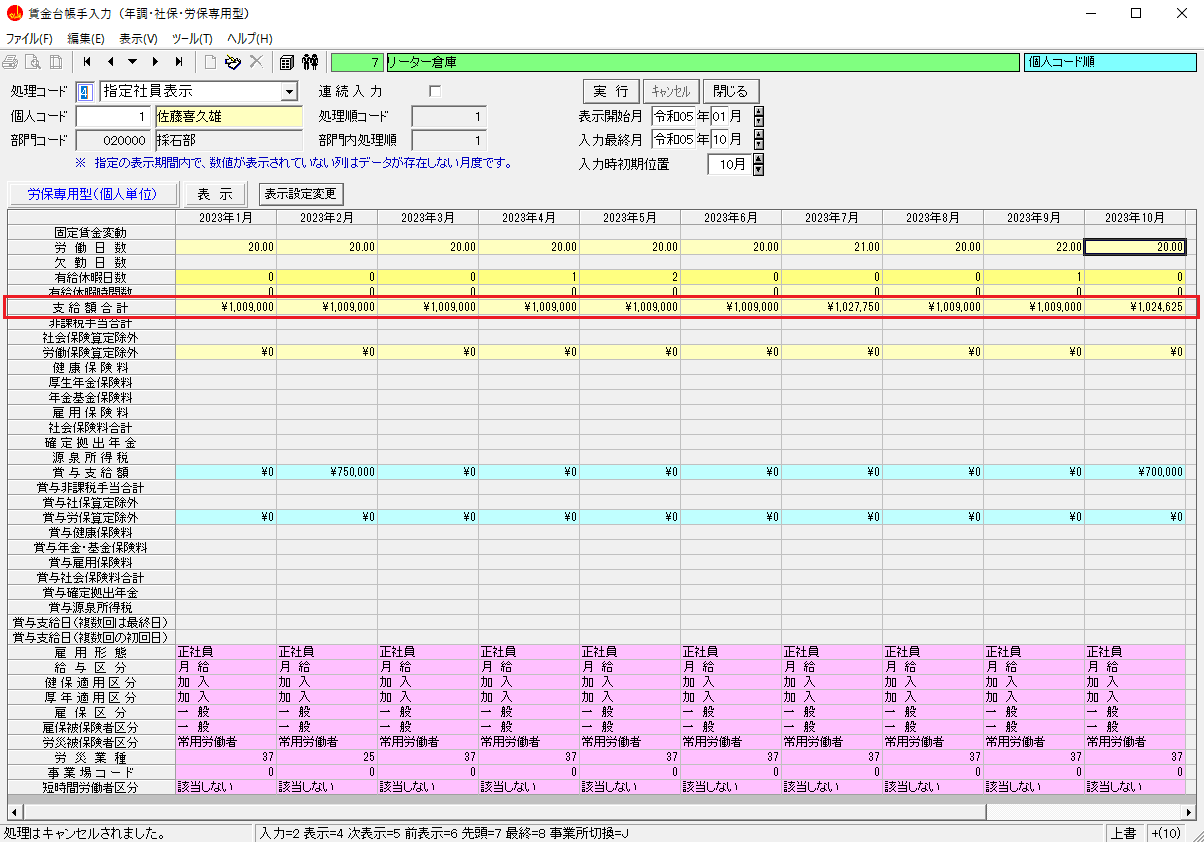 賃金台帳手入力（年調・社保・労保専用型）
ファイル(F) 編集(E) 表示(V) ツール(T) ヘルプ(H)
7 リーター倉庫 個人コード順
処理コード 4 指定社員表示 連続入力 実 行 ｷｬﾝｾﾙ 閉じる
個人コード 1 佐藤喜久雄 処理順コード 1 表示開始月 令和05 年 01 月
部門コード 020000 採石部 部門内処理順 1 入力最終月 令和05 年 10 月
※ 指定の表示期間内で、数値が表示されていない列はデータが存在しない月度です。 入力時初期位置 10月
労保専用型(個人単位) 表 示 表示設定変更
2023年1月 2023年2月 2023年3月 2023年4月 2023年5月 2023年6月 2023年7月 2023年8月 2023年9月 2023年10月
固定賃金変動
労 働 日 数 20.00 20.00 20.00 20.00 20.00 20.00 21.00 20.00 22.00 20.00
欠 勤 日 数
有給休暇日数 0 0 0 1 2 0 0 0 1 0
有給休暇時間数 0 0 0 0 0 0 0 0 0 0
支 給 額 合 計 ¥1,009,000 ¥1,009,000 ¥1,009,000 ¥1,009,000 ¥1,009,000 ¥1,009,000 ¥1,027,750 ¥1,009,000 ¥1,009,000 ¥1,024,625
非課税手当合計
社会保険算定除外
労働保険算定除外 ¥0 ¥0 ¥0 ¥0 ¥0 ¥0 ¥0 ¥0 ¥0 ¥0
健 康 保 険 料
厚生年金保険料
年金基金保険料
雇 用 保 険 料
社会保険料合計
確 定 拠 出 年 金
源 泉 所 得 税
賞 与 支 給 額 ¥0 ¥750,000 ¥0 ¥0 ¥0 ¥0 ¥0 ¥0 ¥0 ¥700,000
賞与非課税手当合計
賞与社保算定除外
賞与労保算定除外 ¥0 ¥0 ¥0 ¥0 ¥0 ¥0 ¥0 ¥0 ¥0 ¥0
賞与健康保険料
賞与年金・基金保険料
賞与雇用保険料
賞与社会保険料合計
賞与確定拠出年金
賞与源泉所得税
賞与支給日(複数回は最終日)
賞与支給日(複数回の初回日)
雇 用 形 態 正社員 正社員 正社員 正社員 正社員 正社員 正社員 正社員 正社員 正社員
給 与 区 分 月 給 月 給 月 給 月 給 月 給 月 給 月 給 月 給 月 給 月 給
健保適用区分 加 入 加 入 加 入 加 入 加 入 加 入 加 入 加 入 加 入 加 入
厚年適用区分 加 入 加 入 加 入 加 入 加 入 加 入 加 入 加 入 加 入 加 入
雇 保 区 分 一 般 一 般 一 般 一 般 一 般 一 般 一 般 一 般 一 般 一 般
雇保被保険者区分 一 般 一 般 一 般 一 般 一 般 一 般 一 般 一 般 一 般 一 般
労災被保険者区分 常用労働者 常用労働者 常用労働者 常用労働者 常用労働者 常用労働者 常用労働者 常用労働者 常用労働者 常用労働者
労 災 業 種 37 25 37 37 37 37 37 37 37 37
事業場コード 0 0 0 0 0 0 0 0 0 0
短時間労働者区分 該当しない 該当しない 該当しない 該当しない 該当しない 該当しない 該当しない 該当しない 該当しない 該当しない
処理はキャンセルされました。 入力=2 表示=4 次表示=5 前表示=6 先頭=7 最終=8 事業所切換=J 上書 +(10)